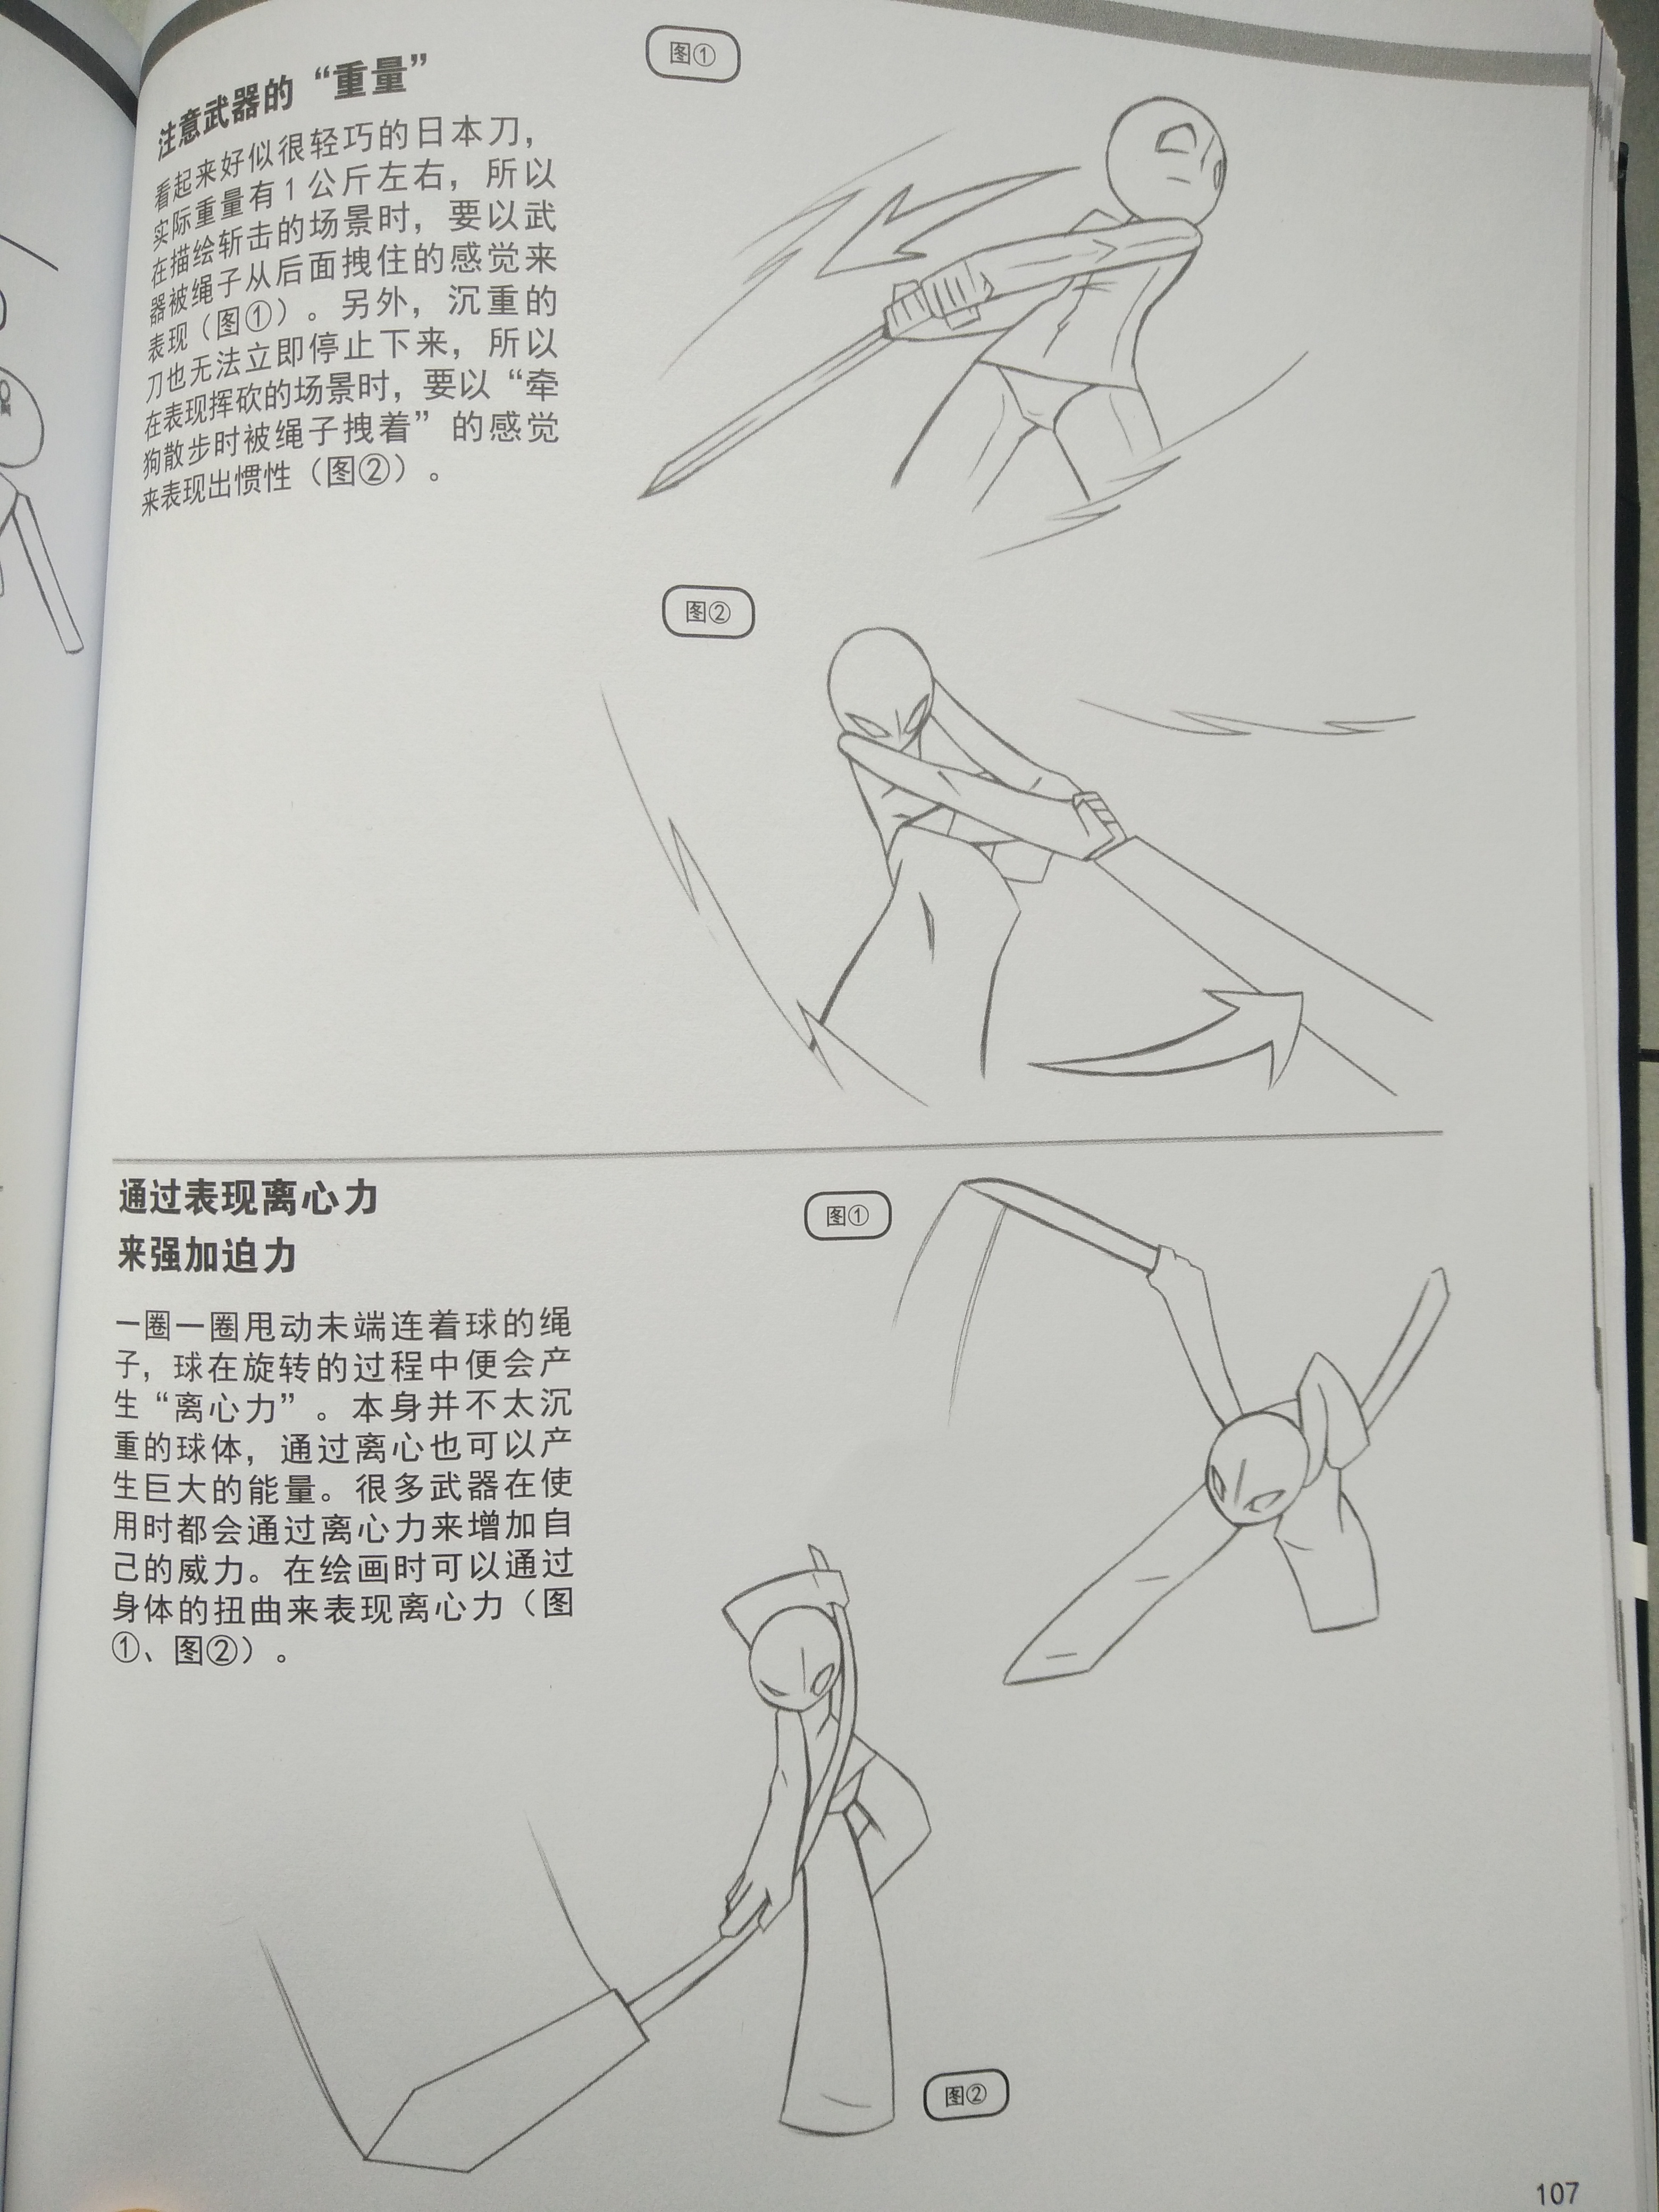 注意武器的“重量”
看起来好似很轻巧的日本刀，
实际重量有1公斤左右，所以
在描绘斩击的场景时，要以武
器被绳子从后面拽住的感觉来
表现（图①）。另外，沉重的
刀也无法立即停止下来，所以
在表现挥砍的场景时，要以“牵
狗散步时被绳子拽着”的感觉
来表现出惯性（图②）。
图①
图②
通过表现离心力
来强加迫力
一圈一圈甩动未端连着球的绳
子，球在旋转的过程中便会产
生“离心力”。本身并不太沉
重的球体，通过离心也可以产
生巨大的能量。很多武器在使
用时都会通过离心力来增加自
己的威力。在绘画时可以通过
身体的扭曲来表现离心力（图
①、图②）。
图①
图②
107